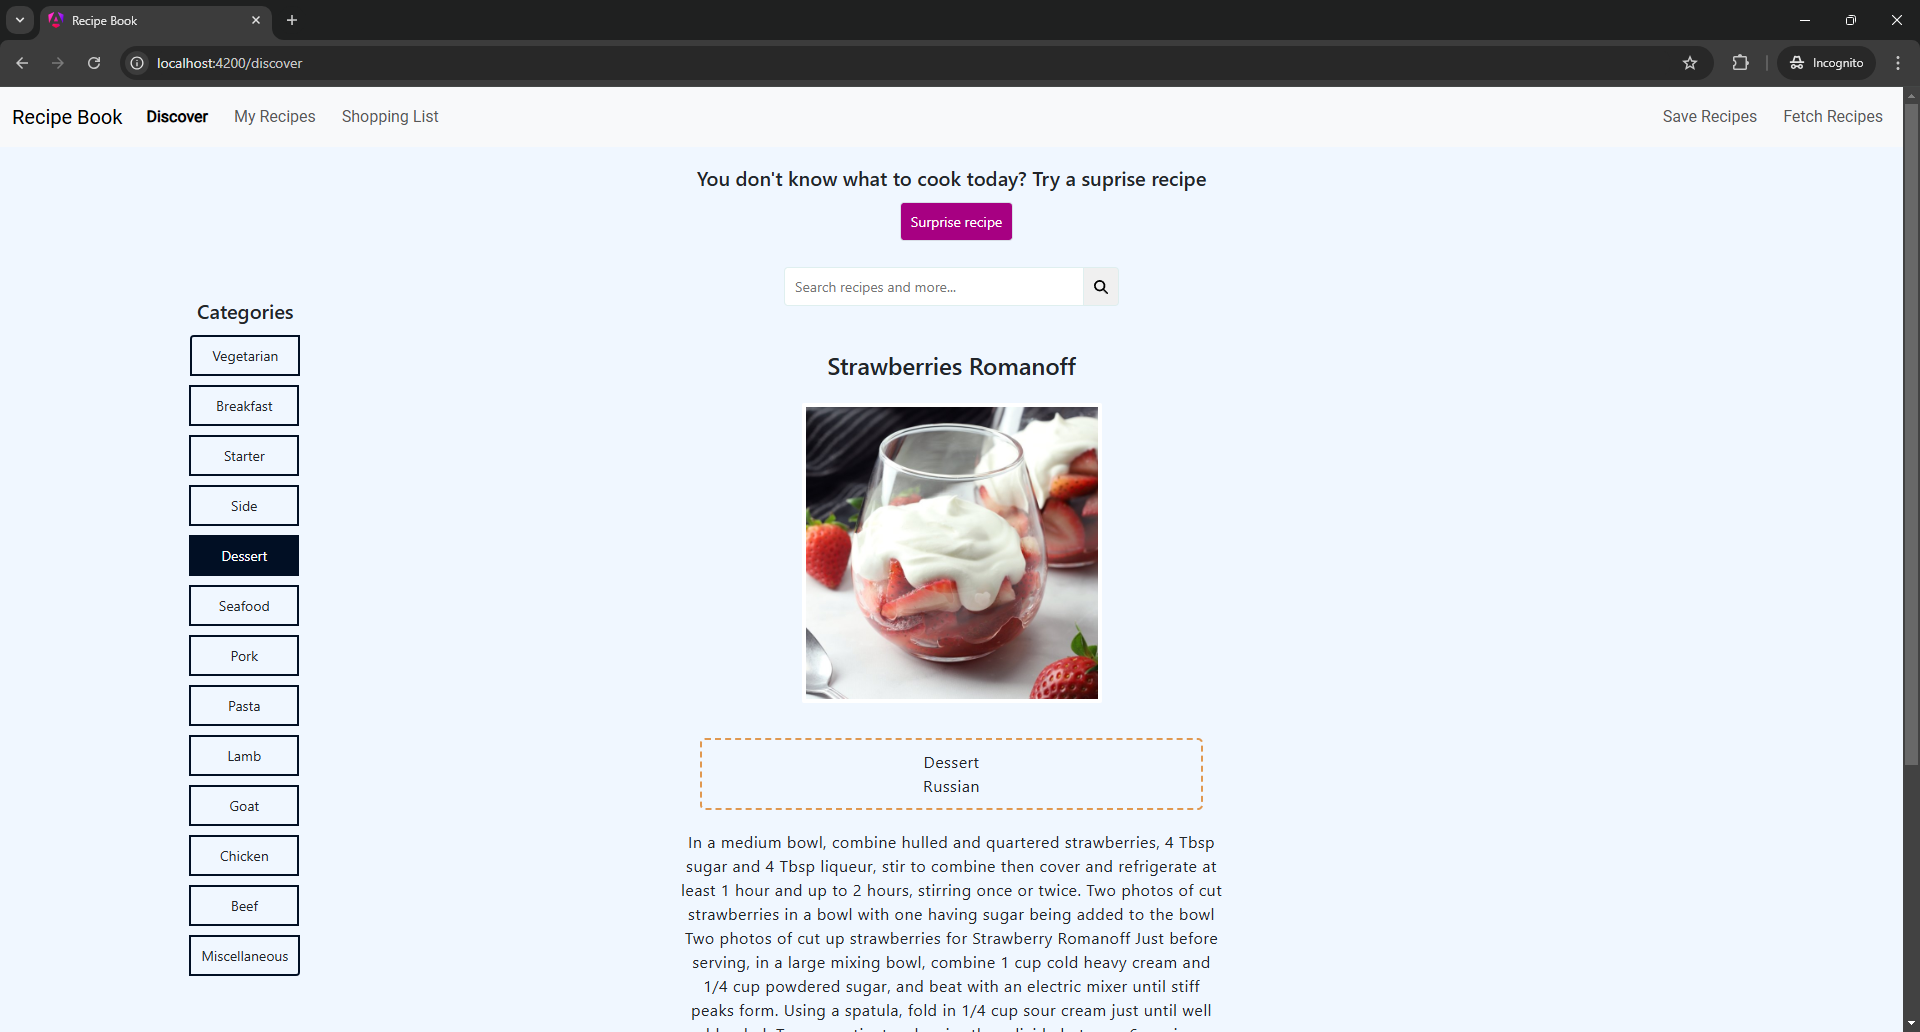 Recipe Book
localhost:4200/discover
Incognito
Recipe Book Discover My Recipes Shopping List Save Recipes Fetch Recipes
You don't know what to cook today? Try a suprise recipe
Surprise recipe
Search recipes and more...
Categories
Vegetarian
Breakfast
Starter
Side
Dessert
Seafood
Pork
Pasta
Lamb
Goat
Chicken
Beef
Miscellaneous
Strawberries Romanoff
Dessert
Russian
In a medium bowl, combine hulled and quartered strawberries, 4 Tbsp
sugar and 4 Tbsp liqueur, stir to combine then cover and refrigerate at
least 1 hour and up to 2 hours, stirring once or twice. Two photos of cut
strawberries in a bowl with one having sugar being added to the bowl
Two photos of cut up strawberries for Strawberry Romanoff Just before
serving, in a large mixing bowl, combine 1 cup cold heavy cream and
1/4 cup powdered sugar, and beat with an electric mixer until stiff
peaks form. Using a spatula, fold in 1/4 cup sour cream just until well